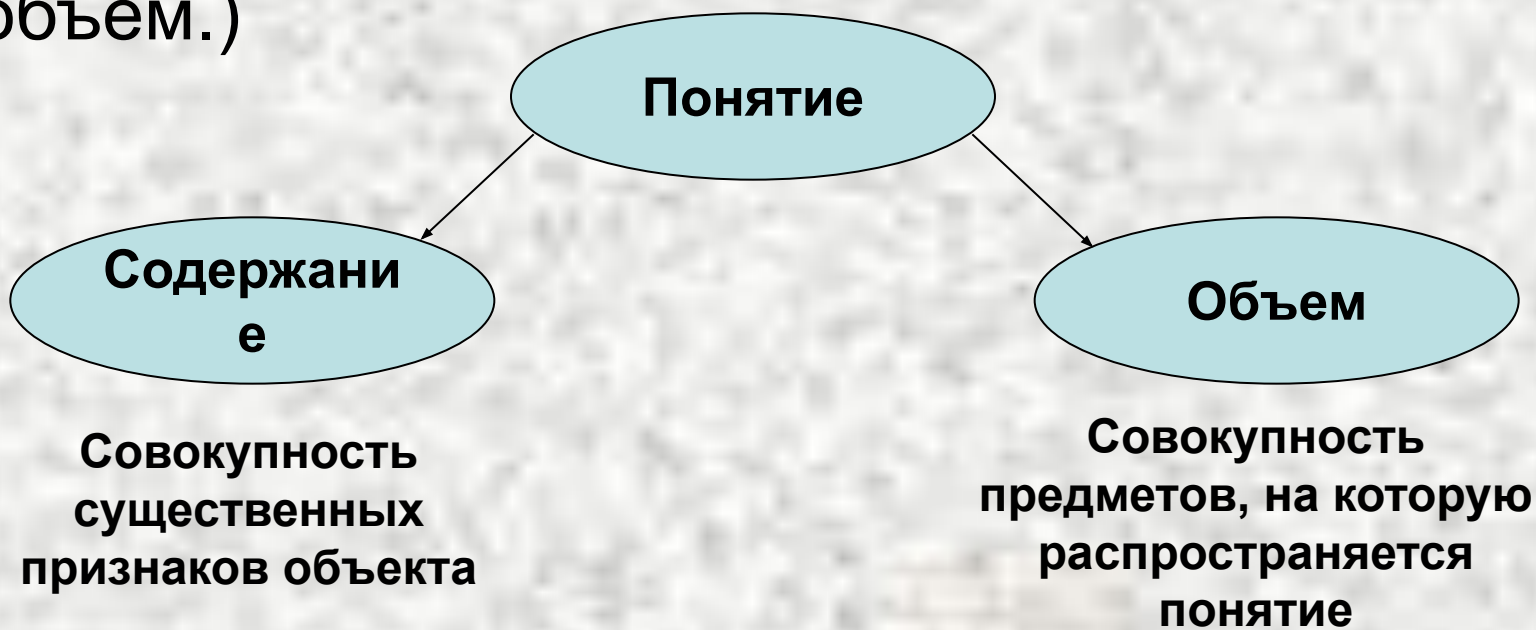 объем.)
Понятие
Содержани
е
Объем
Совокупность
существенных
признаков объекта
Совокупность
предметов, на которую
распространяется
понятие